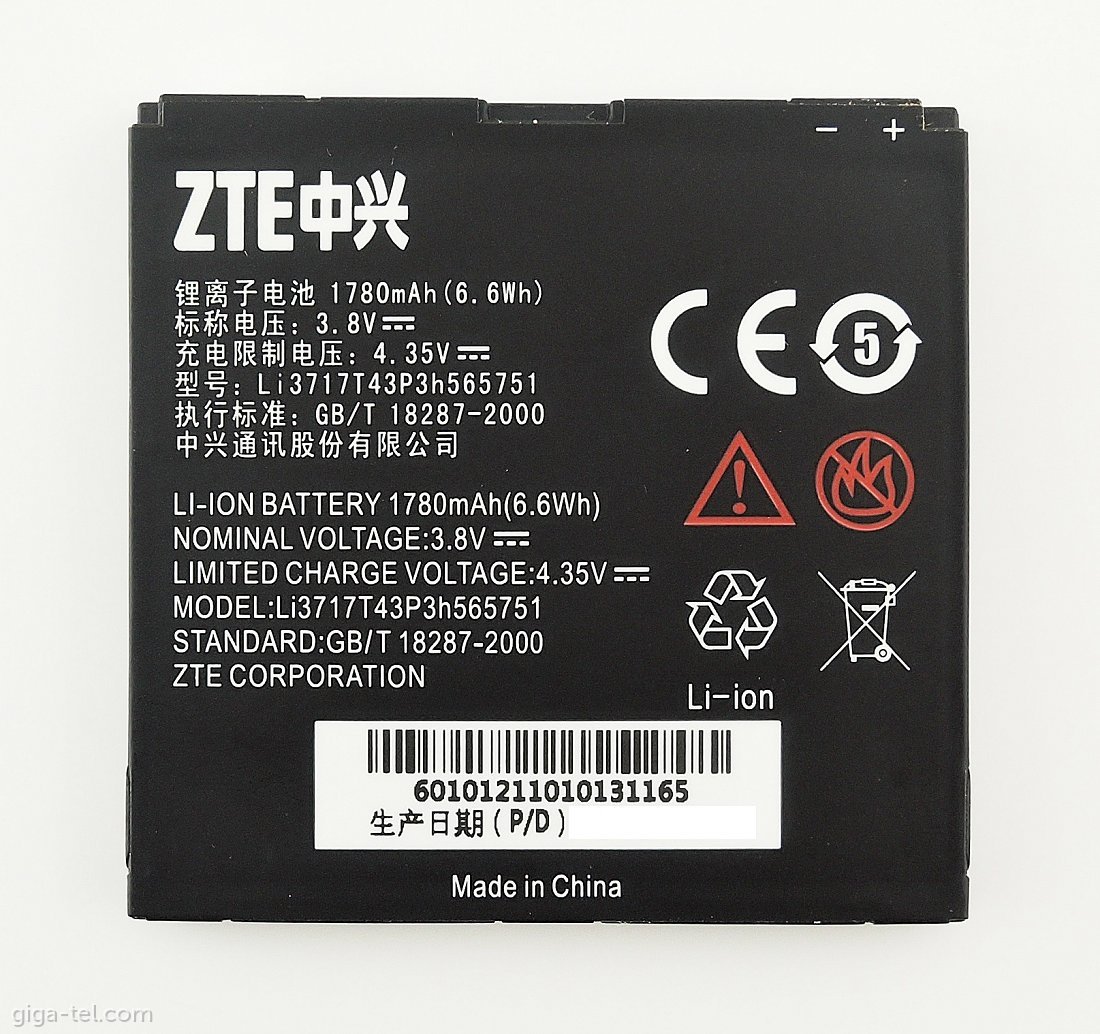 − +
ZTE中兴
锂离子电池 1780mAh(6.6Wh)
标称电压: 3.8V
充电限制电压: 4.35V
型号: Li3717T43P3h565751
执行标准: GB/T 18287-2000
中兴通讯股份有限公司
CE 5
LI-ION BATTERY 1780mAh(6.6Wh)
NOMINAL VOLTAGE:3.8V
LIMITED CHARGE VOLTAGE:4.35V
MODEL:Li3717T43P3h565751
STANDARD:GB/T 18287-2000
ZTE CORPORATION
Li-ion
60101211010131165
生产日期(P/D)
Made in China
giga-tel.com